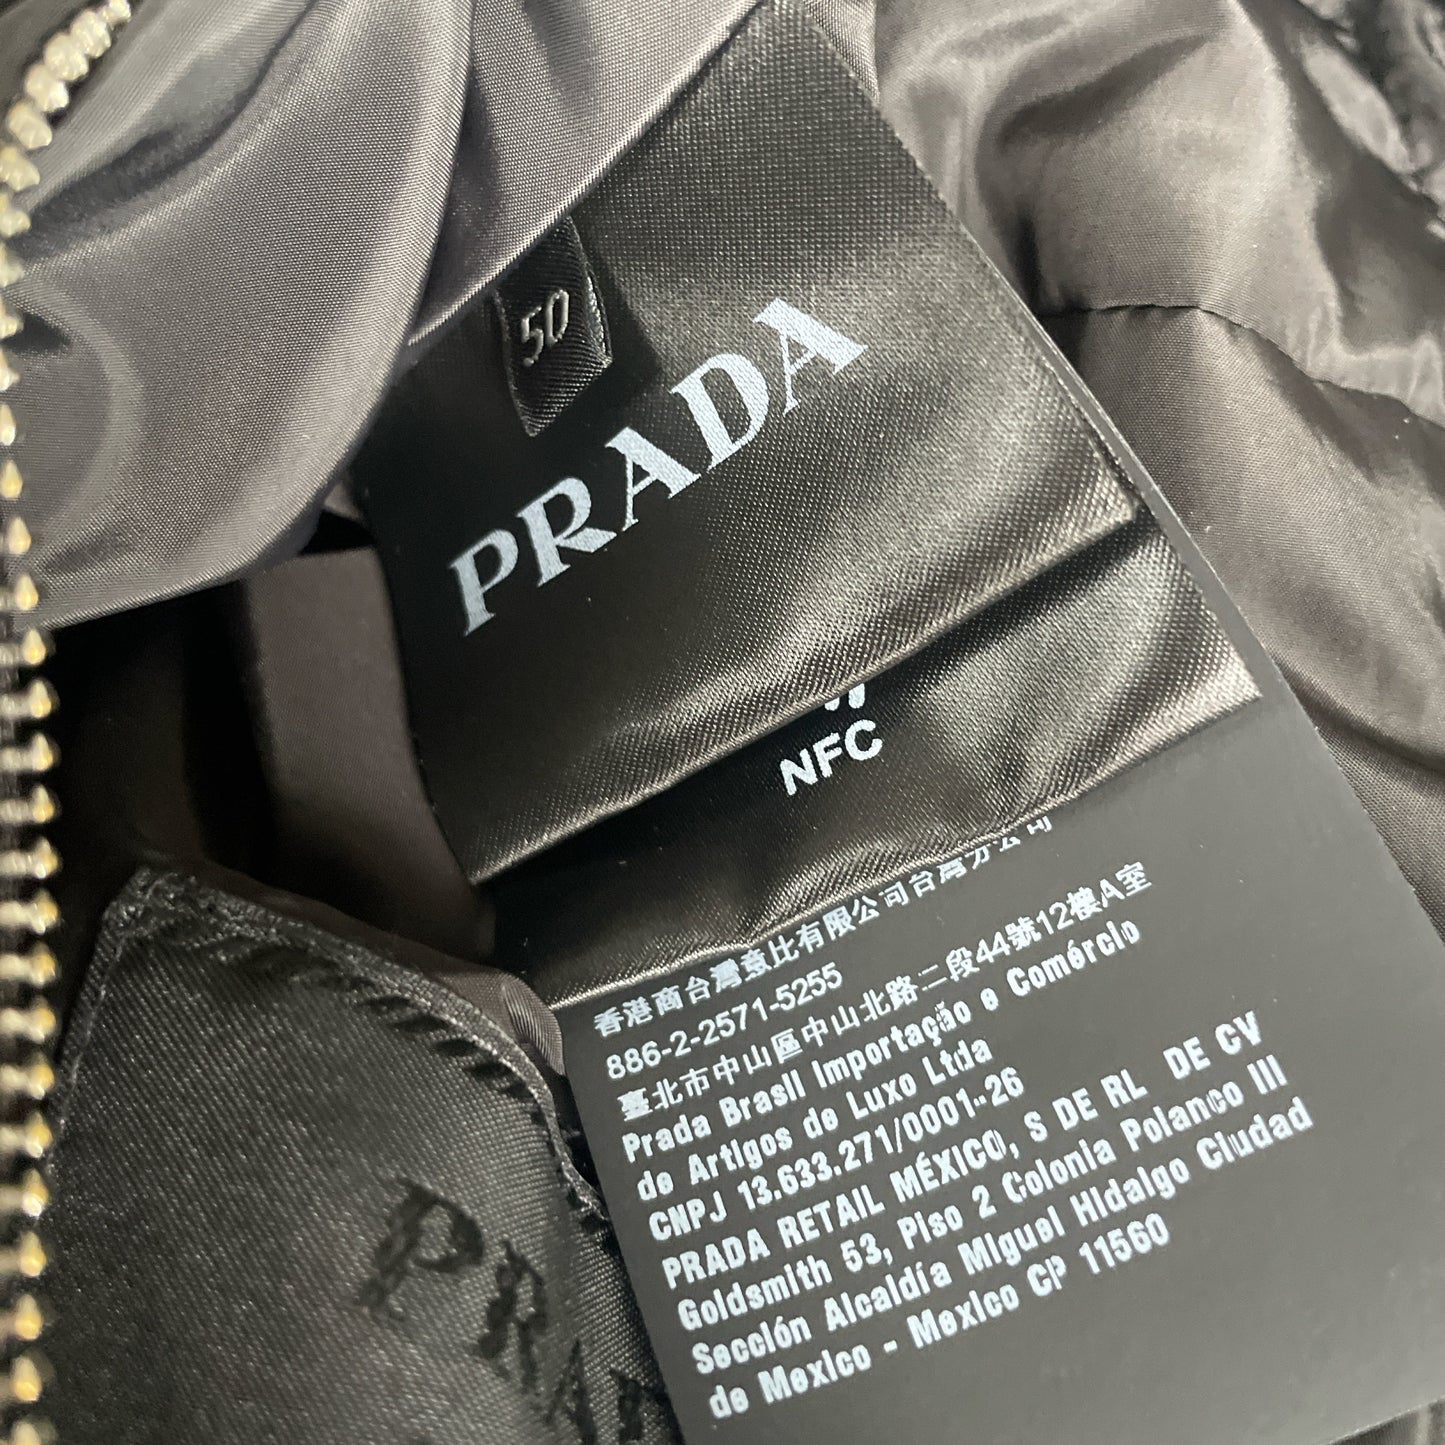 50
PRADA
NFC
香港商台灣意比有限公司台灣分公司
886-2-2571-5255
臺北市中山區中山北路二段44號12樓A室
Prada Brasil Importação e Comércio
de Artigos de Luxo Ltda
CNPJ 13.633.271/0001-26
PRADA RETAIL MÉXICO, S DE RL DE CV
Goldsmith 53, Piso 2 Colonia Polanco III
Sección Alcaldía Miguel Hidalgo Ciudad
de Mexico - Mexico CP 11560